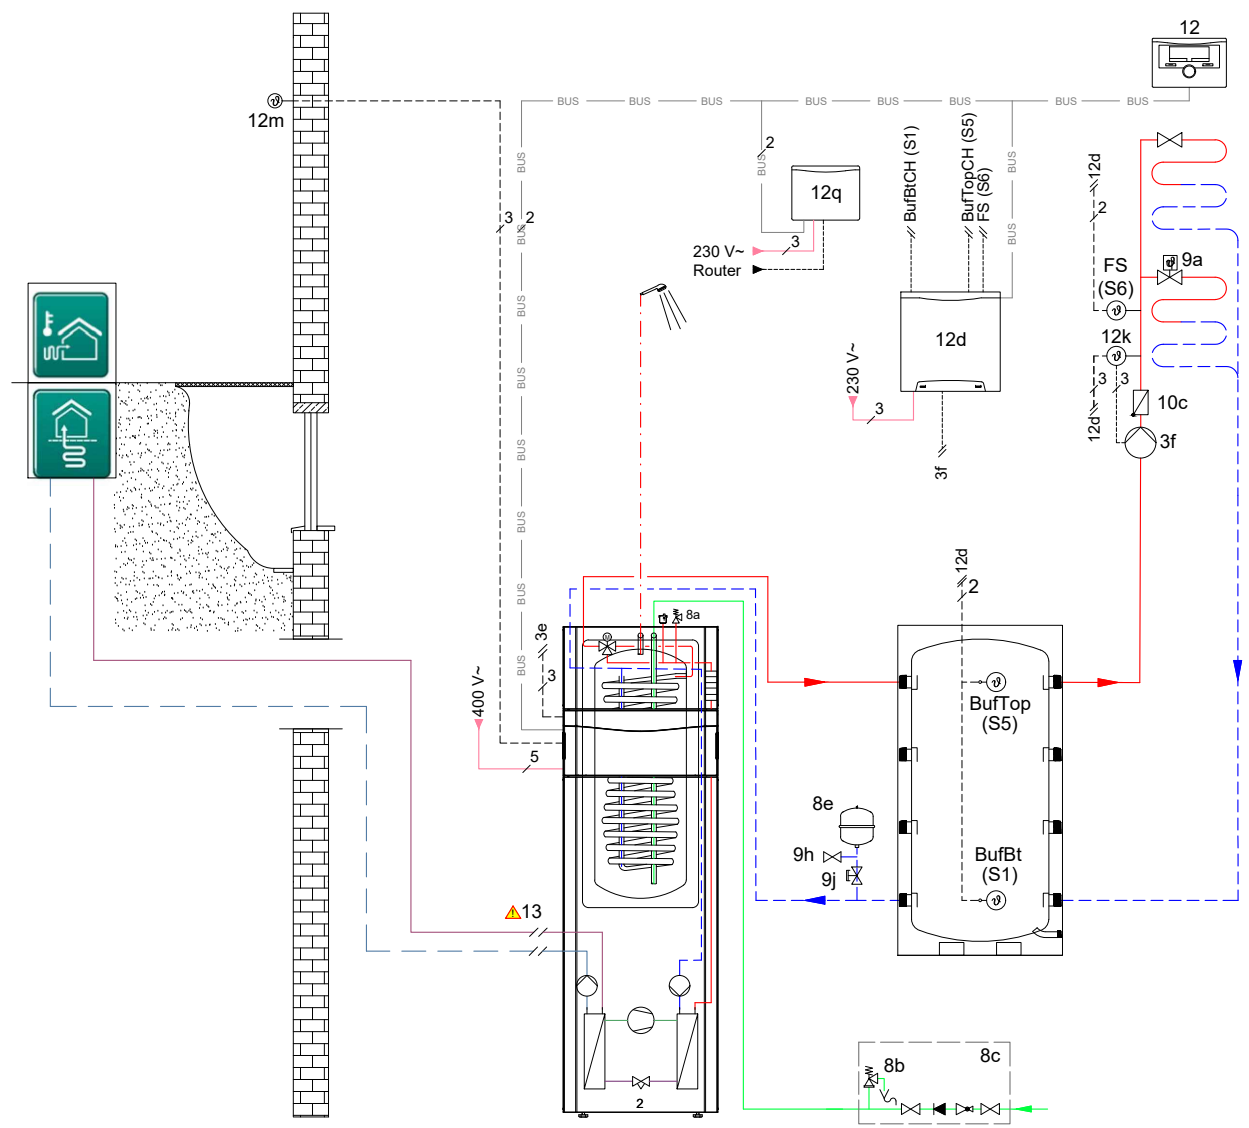 12
BUS BUS BUS BUS BUS BUS BUS BUS
12m
BUS
2
BUS
BufBtCH (S1)
BufTopCH (S5)
FS (S6)
12d
2
12q
3
2
BUS
BUS
230 V~
3
Router
9a
FS
(S6)
BUS
12d
12k
230 V~
3
3
10c
BUS
3
12d
3f
BUS
3f
BUS
12d
2
BUS
8a
3e
M
BUS
3
400 V~
BufTop
(S5)
5
8e
9h
BufBt
(S1)
9j
13
8b
8c
2